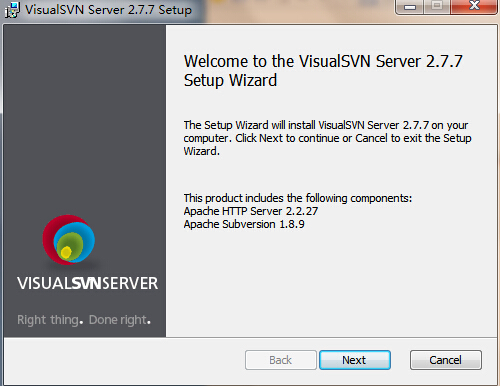 VisualSVN Server 2.7.7 Setup
Welcome to the VisualSVN Server 2.7.7
Setup Wizard
The Setup Wizard will install VisualSVN Server 2.7.7 on your
computer. Click Next to continue or Cancel to exit the Setup
Wizard.
This product includes the following components:
Apache HTTP Server 2.2.27
Apache Subversion 1.8.9
VISUALSVNSERVER
Right thing. Done right.
Back
Next
Cancel